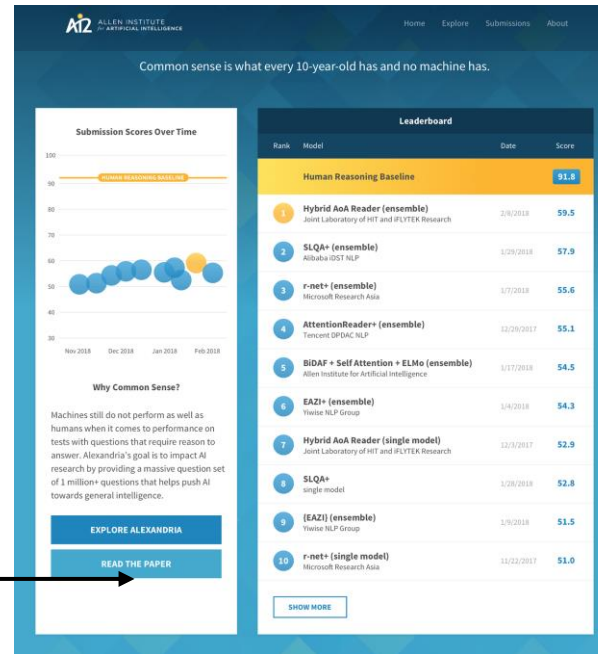 Ai2 ALLEN INSTITUTE
for ARTIFICIAL INTELLIGENCE
Home Explore Submissions About
Common sense is what every 10-year-old has and no machine has.
Submission Scores Over Time
100
HUMAN REASONING BASELINE
90
80
70
60
50
40
30
Nov 2018 Dec 2018 Jan 2018 Feb 2018
Why Common Sense?
Machines still do not perform as well as
humans when it comes to performance on
tests with questions that require reason to
answer. Alexandria's goal is to impact AI
research by providing a massive question set
of 1 million+ questions that helps push AI
towards general intelligence.
EXPLORE ALEXANDRIA
READ THE PAPER
Leaderboard
Rank Model Date Score
Human Reasoning Baseline 91.8
1 Hybrid AoA Reader (ensemble) 2/8/2018 59.5
Joint Laboratory of HIT and iFLYTEK Research
2 SLQA+ (ensemble) 1/29/2018 57.9
Alibaba iDST NLP
3 r-net+ (ensemble) 1/7/2018 55.6
Microsoft Research Asia
4 AttentionReader+ (ensemble) 12/28/2017 55.1
Tencent DPDAC NLP
5 BiDAF + Self Attention + ELMo (ensemble) 1/17/2018 54.5
Allen Institute for Artificial Intelligence
6 EAZI+ (ensemble) 1/4/2018 54.3
Yiwise NLP Group
7 Hybrid AoA Reader (single model) 12/3/2017 52.9
Joint Laboratory of HIT and iFLYTEK Research
8 SLQA+ 1/28/2018 52.8
single model
9 {EAZI} (ensemble) 1/9/2018 51.5
Yiwise NLP Group
10 r-net+ (single model) 11/22/2017 51.0
Microsoft Research Asia
SHOW MORE